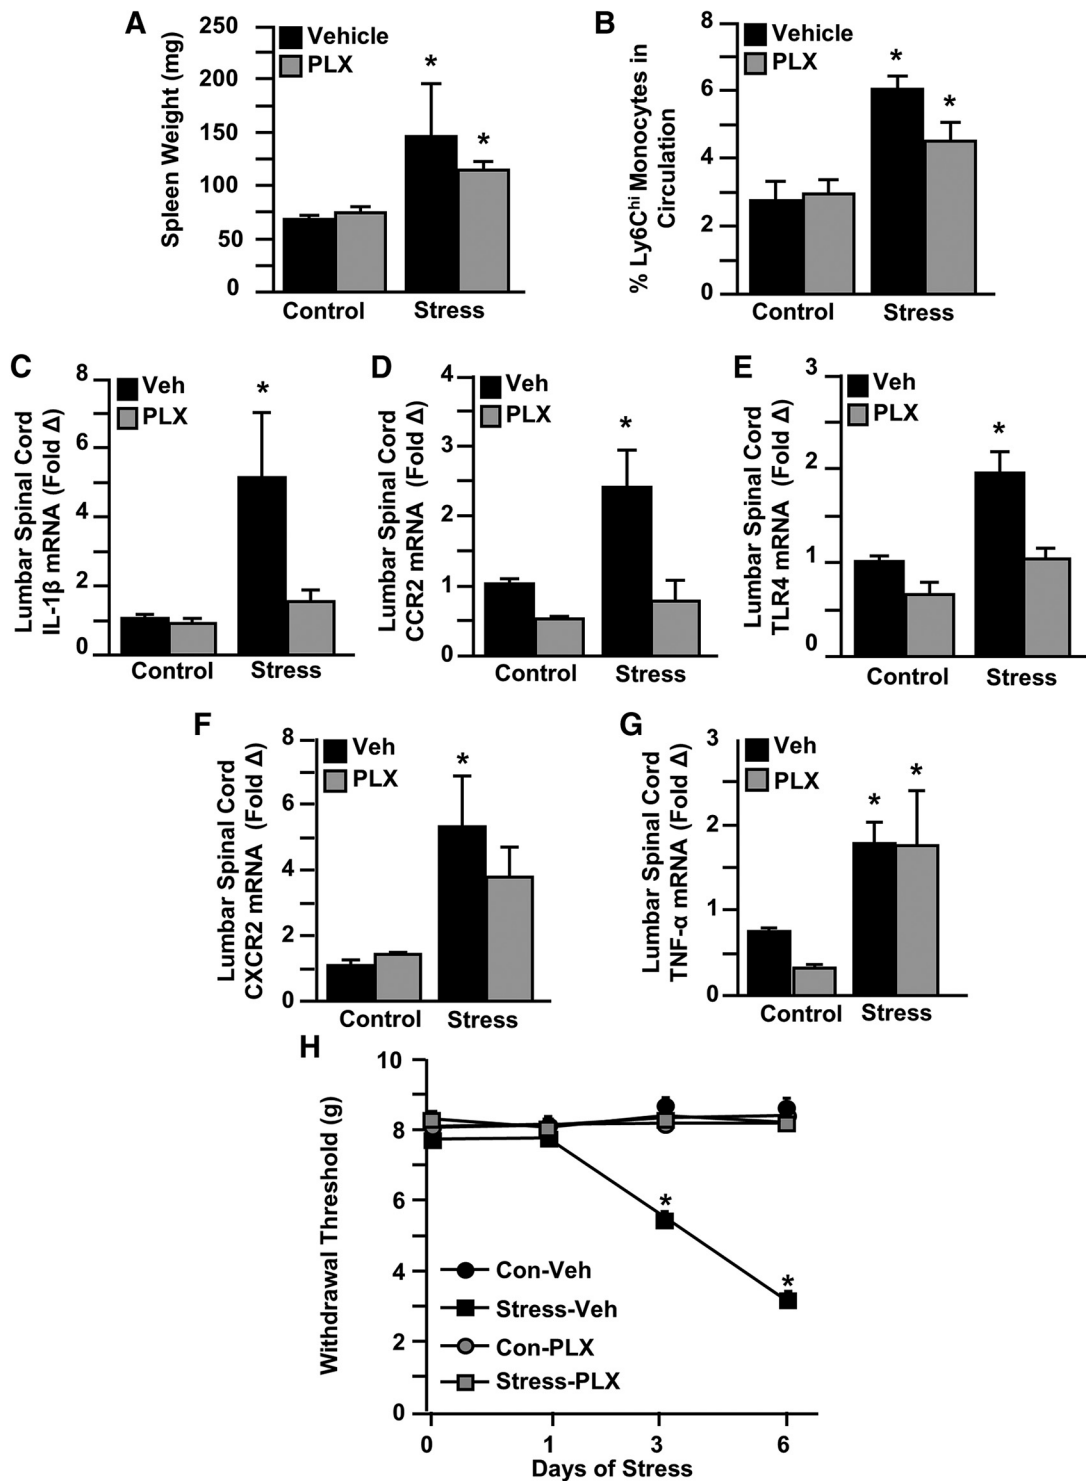 A
Spleen Weight (mg)
250
200
150
100
50
0
Vehicle
PLX
*
*
Control
Stress
B
% Ly6Chi Monocytes in
Circulation
8
6
4
2
0
Vehicle
PLX
*
*
Control
Stress
C
Lumbar Spinal Cord
IL-1β mRNA (Fold Δ)
8
6
4
2
0
Veh
PLX
*
Control
Stress
D
Lumbar Spinal Cord
CCR2 mRNA (Fold Δ)
4
3
2
1
0
Veh
PLX
*
Control
Stress
E
Lumbar Spinal Cord
TLR4 mRNA (Fold Δ)
3
2
1
0
Veh
PLX
*
Control
Stress
F
Lumbar Spinal Cord
CXCR2 mRNA (Fold Δ)
8
6
4
2
0
Veh
PLX
*
Control
Stress
G
Lumbar Spinal Cord
TNF-α mRNA (Fold Δ)
3
2
1
0
Veh
PLX
*
*
Control
Stress
H
Withdrawal Threshold (g)
10
8
6
4
2
0
*
*
Con-Veh
Stress-Veh
Con-PLX
Stress-PLX
0
1
3
6
Days of Stress